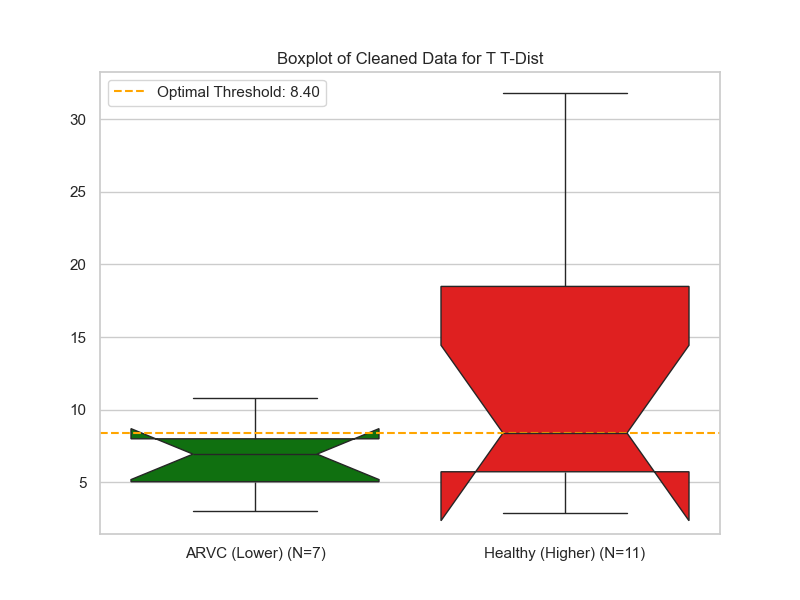 Boxplot of Cleaned Data for T T-Dist
Optimal Threshold: 8.40
30
25
20
15
10
5
ARVC (Lower) (N=7)
Healthy (Higher) (N=11)